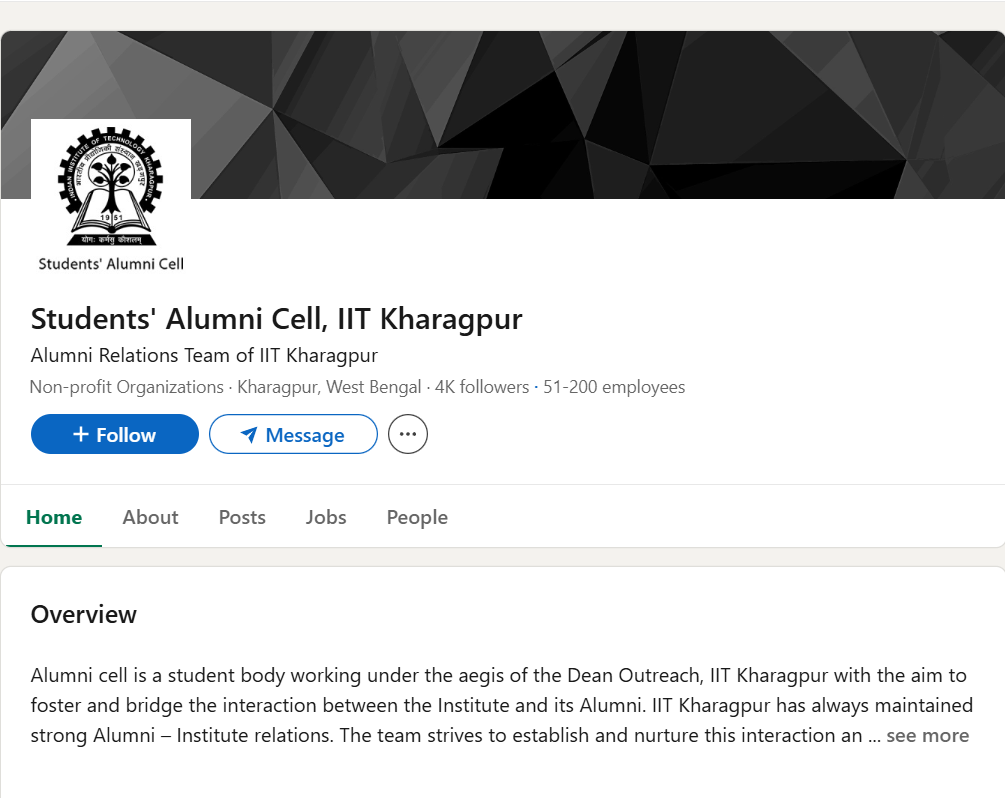 INDIAN INSTITUTE OF TECHNOLOGY KHARAGPUR
भारतीय प्रौद्योगिकी संस्थान खड़गपुर
19 51
योगः कर्मसु कौशलम्
Students' Alumni Cell
Students' Alumni Cell, IIT Kharagpur
Alumni Relations Team of IIT Kharagpur
Non-profit Organizations · Kharagpur, West Bengal · 4K followers · 51-200 employees
+ Follow Message ···
Home About Posts Jobs People
Overview
Alumni cell is a student body working under the aegis of the Dean Outreach, IIT Kharagpur with the aim to
foster and bridge the interaction between the Institute and its Alumni. IIT Kharagpur has always maintained
strong Alumni – Institute relations. The team strives to establish and nurture this interaction an ... see more